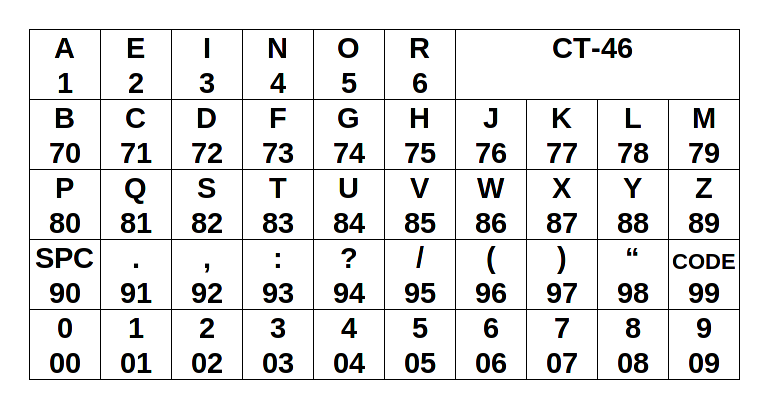 A E I N O R CT-46
1 2 3 4 5 6
B C D F G H J K L M
70 71 72 73 74 75 76 77 78 79
P Q S T U V W X Y Z
80 81 82 83 84 85 86 87 88 89
SPC . , : ? / ( ) “ CODE
90 91 92 93 94 95 96 97 98 99
0 1 2 3 4 5 6 7 8 9
00 01 02 03 04 05 06 07 08 09